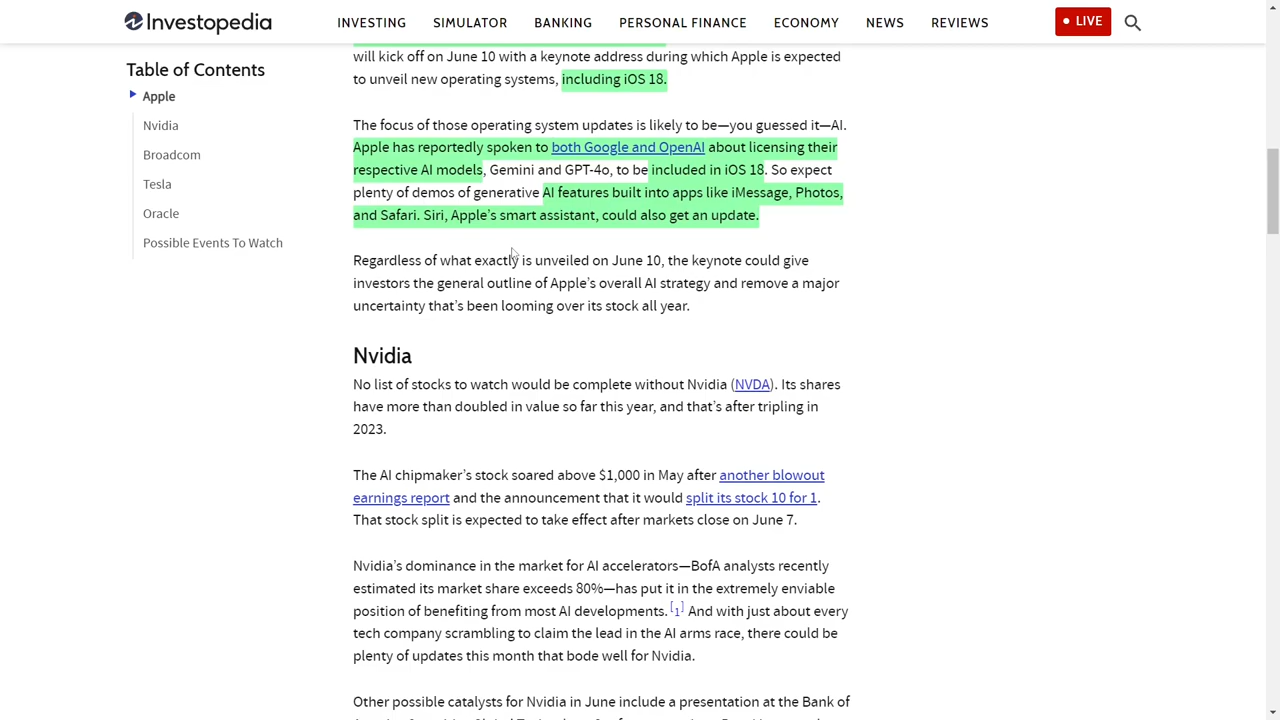 Investopedia
INVESTING SIMULATOR BANKING PERSONAL FINANCE ECONOMY NEWS REVIEWS LIVE
Table of Contents
Apple
Nvidia
Broadcom
Tesla
Oracle
Possible Events To Watch
will kick off on June 10 with a keynote address during which Apple is expected
to unveil new operating systems, including iOS 18.
The focus of those operating system updates is likely to be—you guessed it—AI.
Apple has reportedly spoken to both Google and OpenAI about licensing their
respective AI models, Gemini and GPT-4o, to be included in iOS 18. So expect
plenty of demos of generative AI features built into apps like iMessage, Photos,
and Safari. Siri, Apple’s smart assistant, could also get an update.
Regardless of what exactly is unveiled on June 10, the keynote could give
investors the general outline of Apple’s overall AI strategy and remove a major
uncertainty that’s been looming over its stock all year.
Nvidia
No list of stocks to watch would be complete without Nvidia (NVDA). Its shares
have more than doubled in value so far this year, and that’s after tripling in
2023.
The AI chipmaker’s stock soared above $1,000 in May after another blowout
earnings report and the announcement that it would split its stock 10 for 1.
That stock split is expected to take effect after markets close on June 7.
Nvidia’s dominance in the market for AI accelerators—BofA analysts recently
estimated its market share exceeds 80%—has put it in the extremely enviable
position of benefiting from most AI developments.[1] And with just about every
tech company scrambling to claim the lead in the AI arms race, there could be
plenty of updates this month that bode well for Nvidia.
Other possible catalysts for Nvidia in June include a presentation at the Bank of